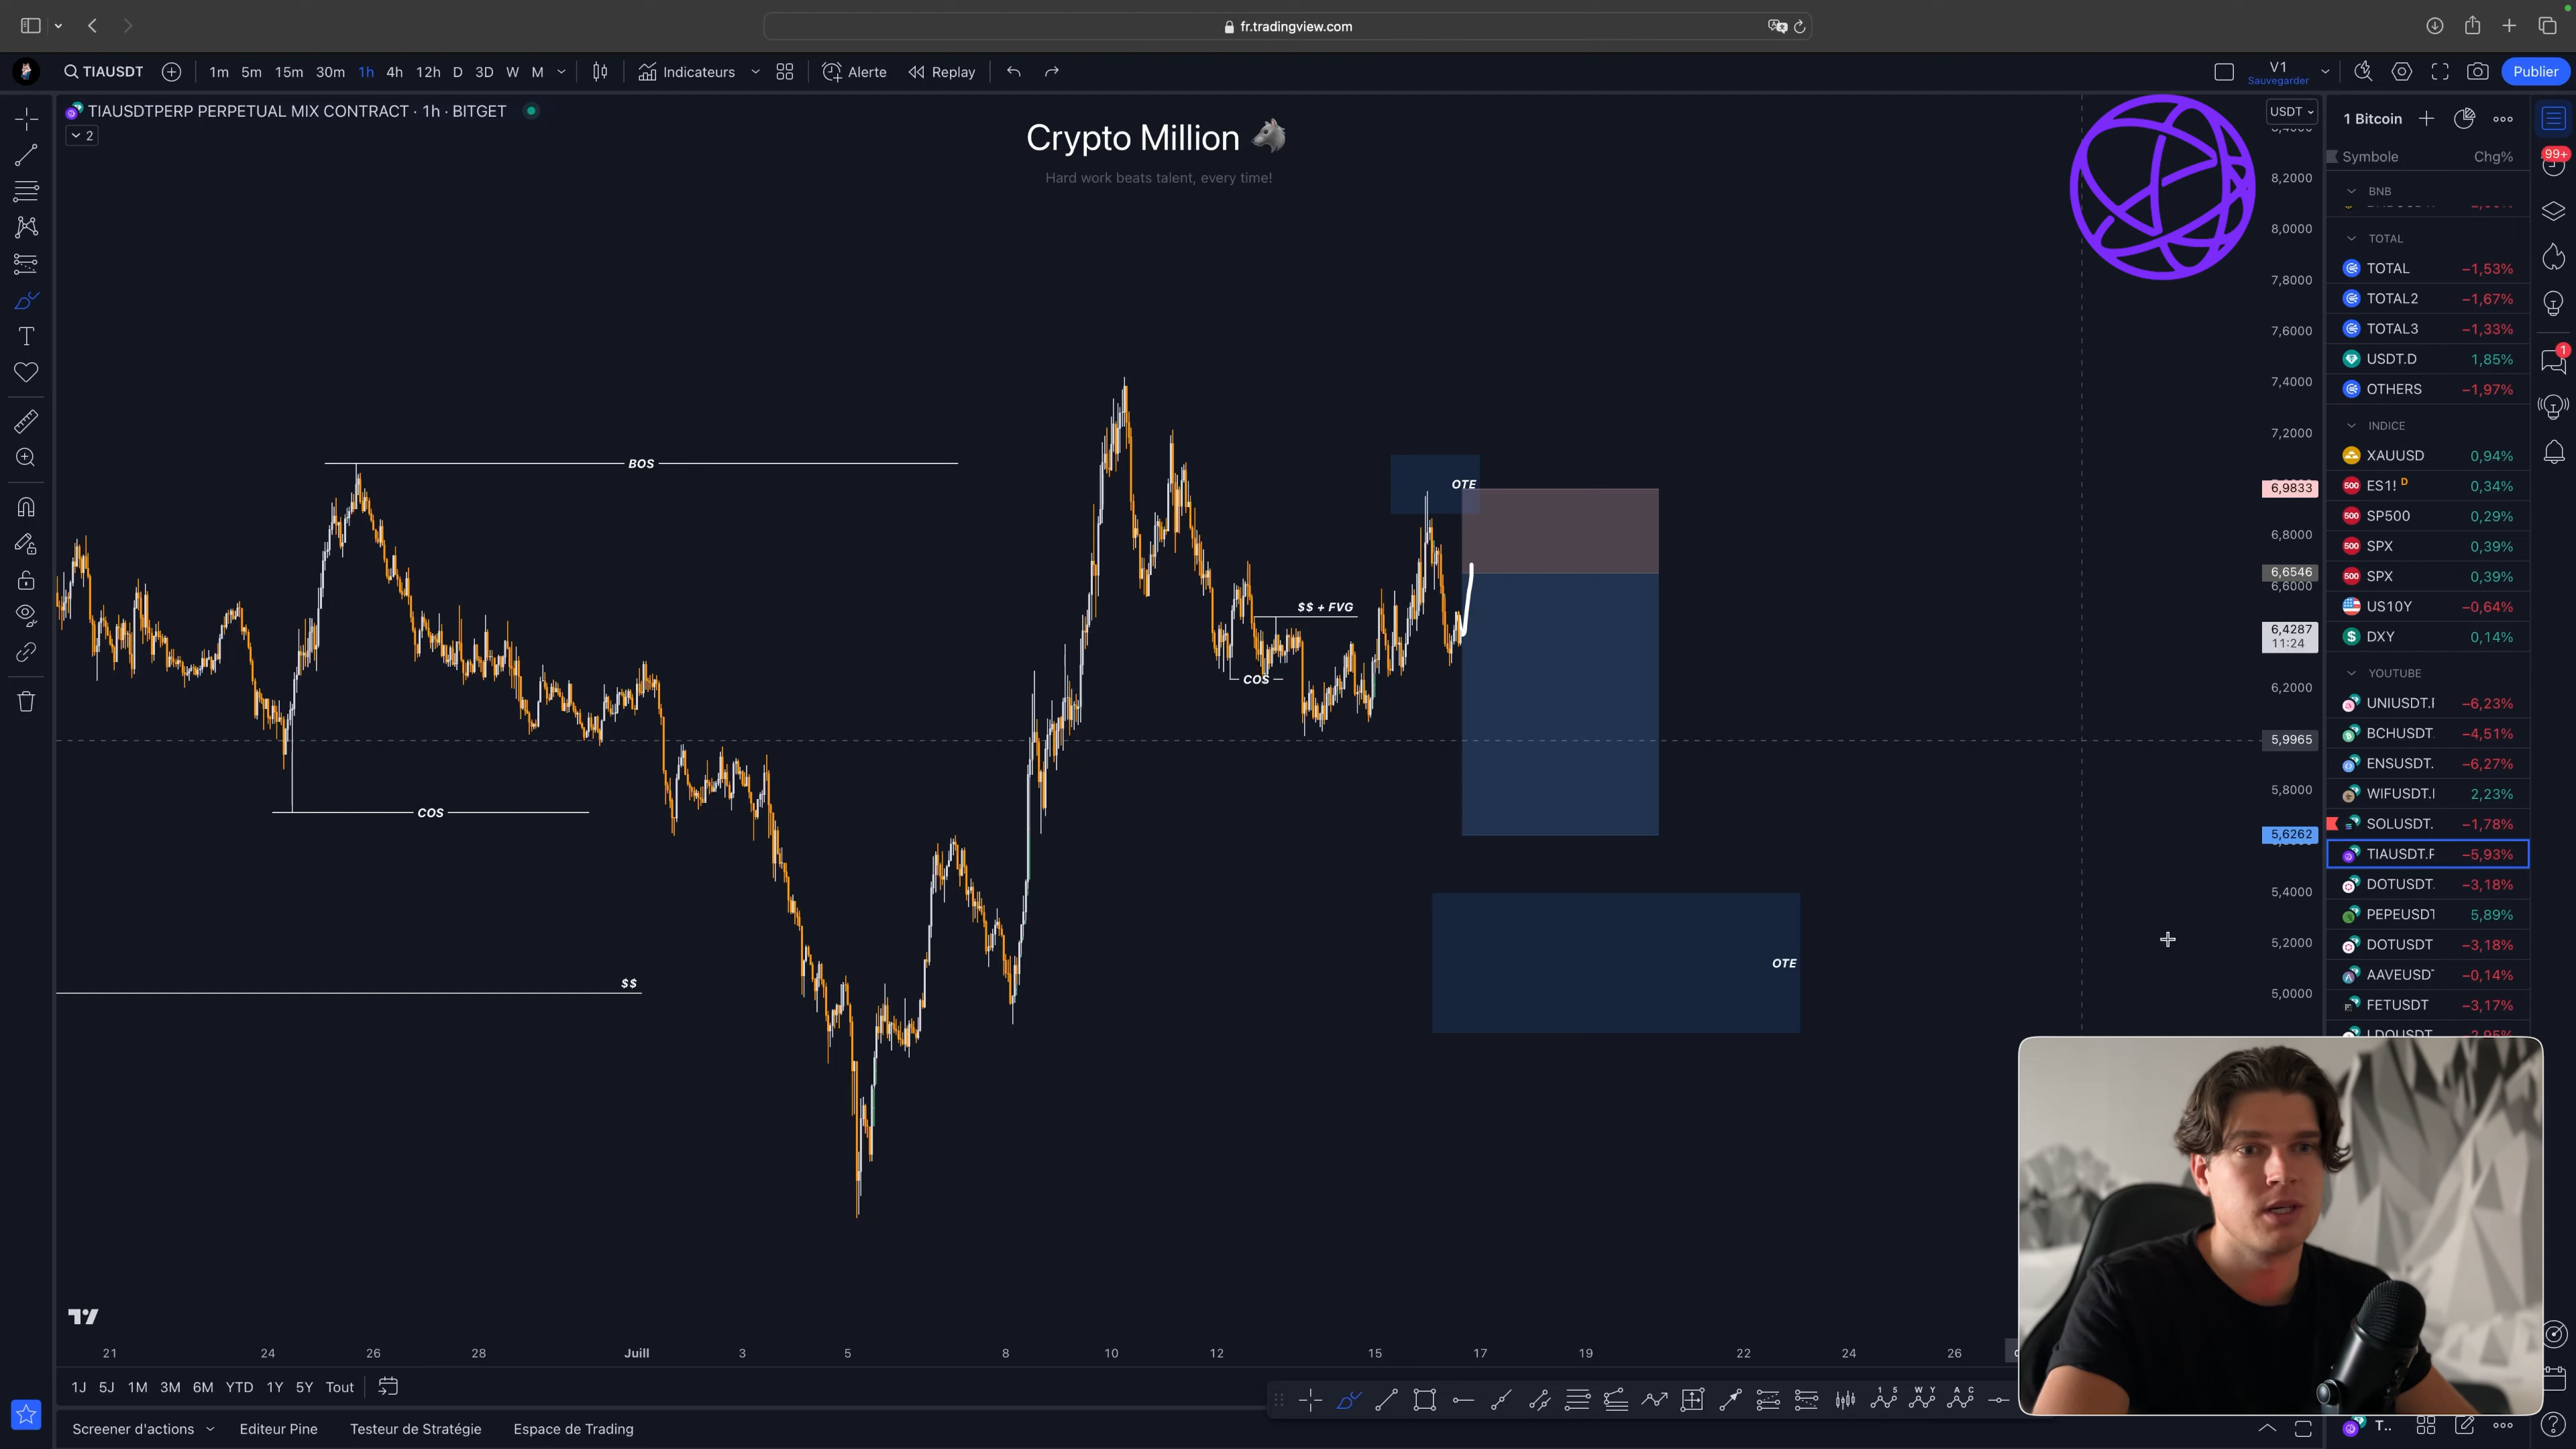 fr.tradingview.com
TIAUSDT 1m 5m 15m 30m 1h 4h 12h D 3D W M Indicateurs Alerte Replay V1 Sauvegarder Publier
TIAUSDTPERP PERPETUAL MIX CONTRACT · 1h · BITGET
2
Crypto Million
Hard work beats talent, every time!
USDT
8,2000
8,0000
7,8000
7,6000
7,4000
7,2000
6,9833
6,8000
6,6546
6,6000
6,4287
11:24
6,2000
5,9965
5,8000
5,6262
5,4000
5,2000
5,0000
BOS
OTE
$$ + FVG
COS
COS
OTE
$$
1 Bitcoin
99+
Symbole Chg%
BNB
TOTAL
TOTAL −1,53%
TOTAL2 −1,67%
TOTAL3 −1,33%
USDT.D 1,85%
1
OTHERS −1,97%
INDICE
XAUUSD 0,94%
ES1! D 0,34%
SP500 0,29%
SPX 0,39%
SPX 0,39%
US10Y −0,64%
DXY 0,14%
YOUTUBE
UNIUSDT.I −6,23%
BCHUSDT −4,51%
ENSUSDT. −6,27%
WIFUSDT.I 2,23%
SOLUSDT. −1,78%
TIAUSDT.F −5,93%
DOTUSDT. −3,18%
PEPEUSDT 5,89%
DOTUSDT −3,18%
AAVEUSDT −0,14%
FETUSDT −3,17%
LDOUSDT −2,95%
21 24 26 28 Juill 3 5 8 10 12 15 17 19 22 24 26
1J 5J 1M 3M 6M YTD 1Y 5Y Tout
Screener d'actions Editeur Pine Testeur de Stratégie Espace de Trading
T..